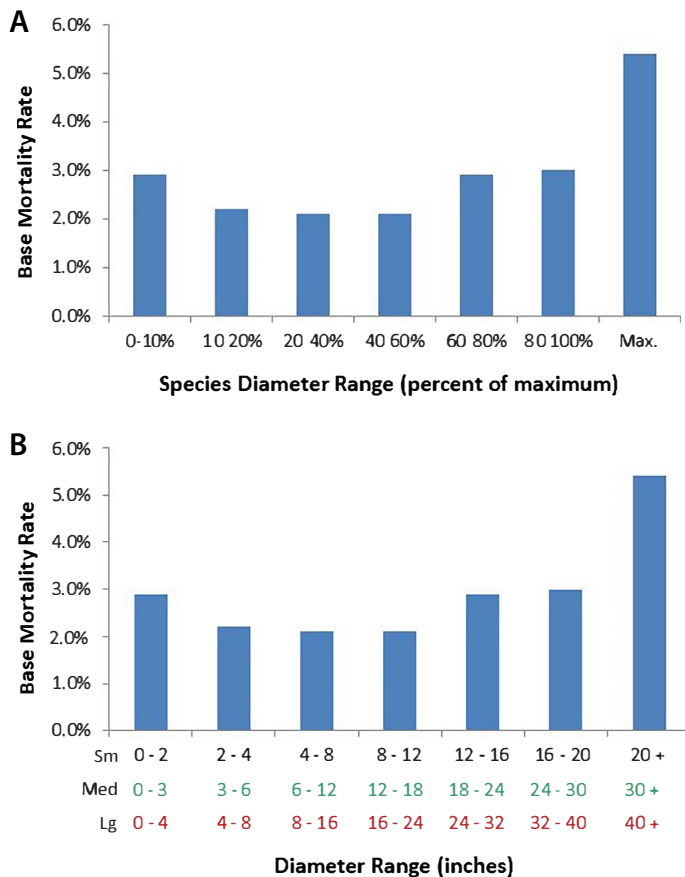 A
6.0%
5.0%
4.0%
3.0%
2.0%
1.0%
0.0%
Base Mortality Rate
0-10% 10 20% 20 40% 40 60% 60 80% 80 100% Max.
Species Diameter Range (percent of maximum)
B
6.0%
5.0%
4.0%
3.0%
2.0%
1.0%
0.0%
Base Mortality Rate
Sm 0 - 2 2 - 4 4 - 8 8 - 12 12 - 16 16 - 20 20 +
Med 0 - 3 3 - 6 6 - 12 12 - 18 18 - 24 24 - 30 30 +
Lg 0 - 4 4 - 8 8 - 16 16 - 24 24 - 32 32 - 40 40 +
Diameter Range (inches)